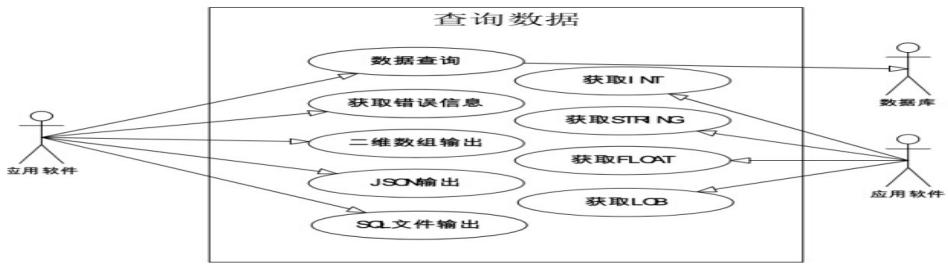 查询数据
数据查询
获取INT
获取错误信息
获取STRING
二维数组输出
获取FLOAT
JSON输出
获取LOB
SQL文件输出
应用软件
数据库
应用软件